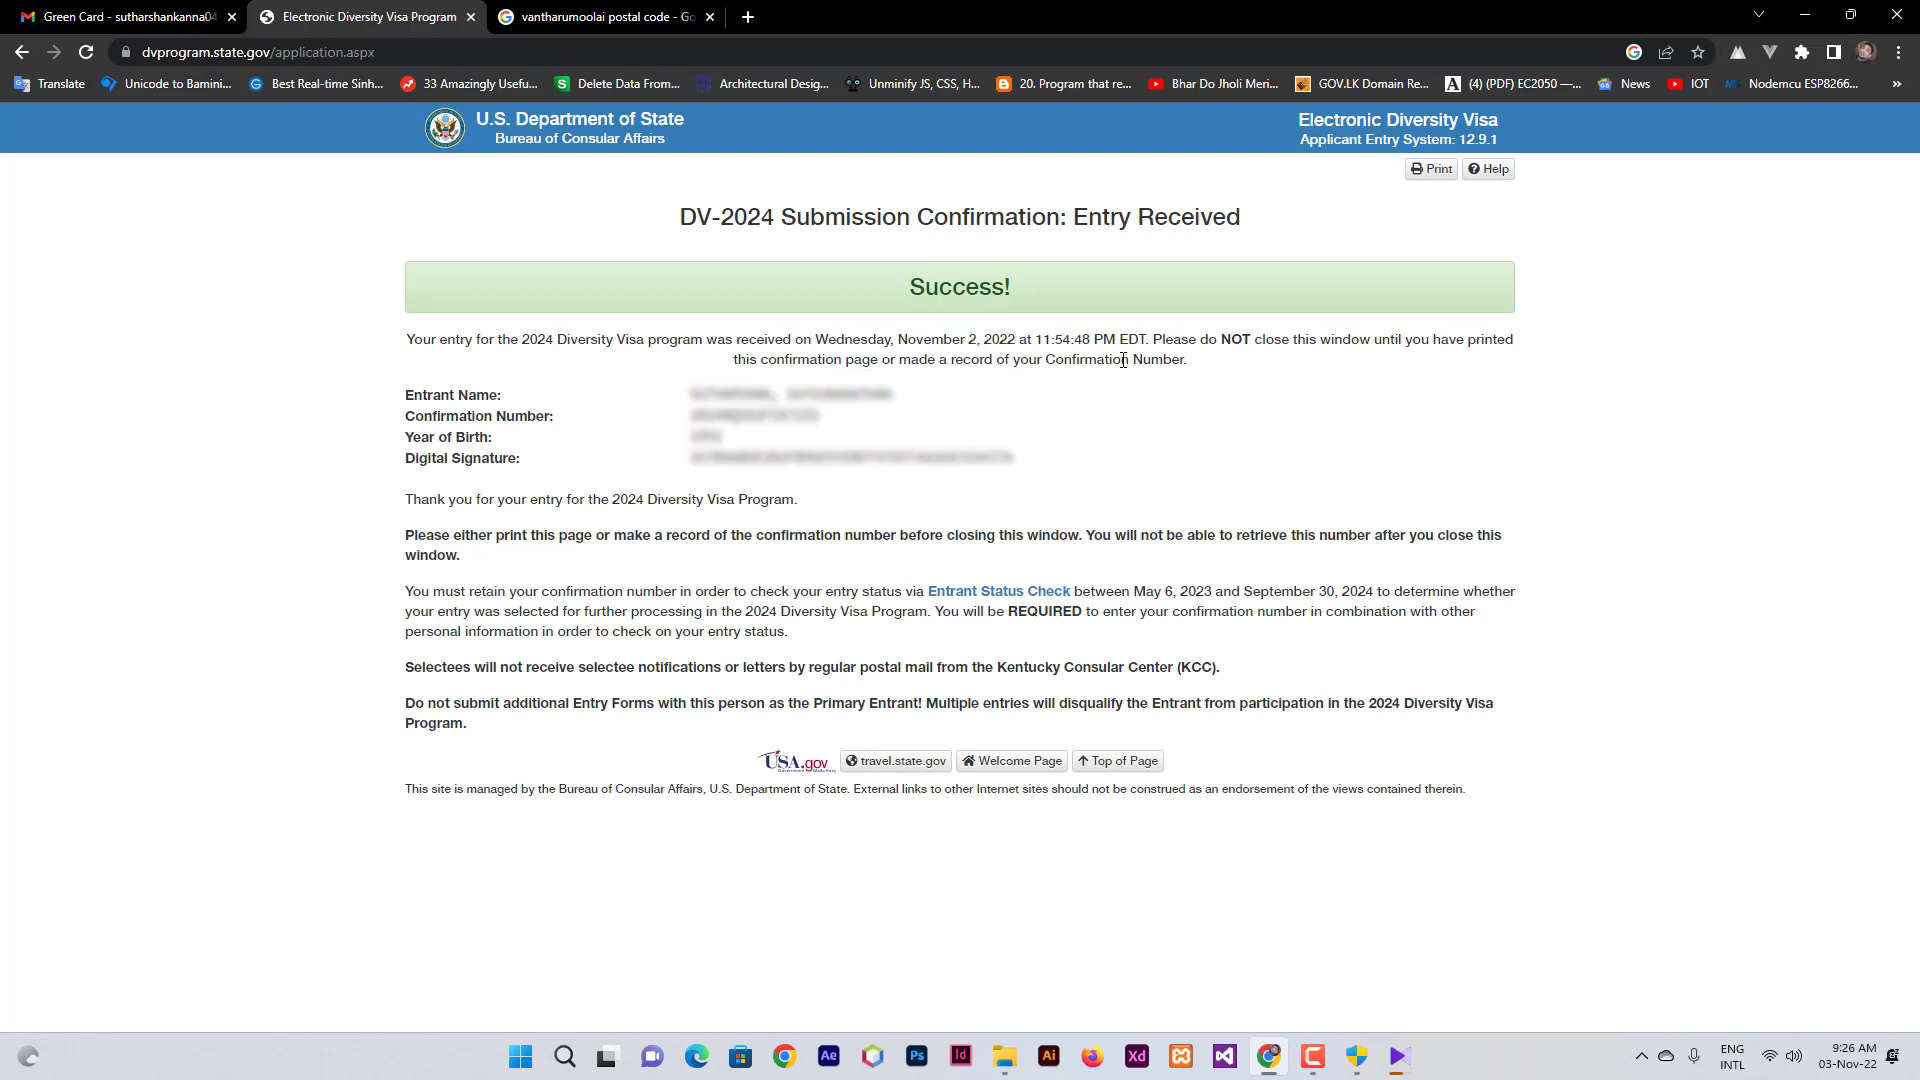 Green Card - sutharshankanna04
Electronic Diversity Visa Program
vantharumoolai postal code - Go
dvprogram.state.gov/application.aspx
Translate
Unicode to Bamini...
Best Real-time Sinh...
33 Amazingly Usefu...
Delete Data From...
Architectural Desig...
Unminify JS, CSS, H...
20. Program that re...
Bhar Do Jholi Meri...
GOV.LK Domain Re...
(4) (PDF) EC2050 —...
News
IOT
Nodemcu ESP8266...
»
U.S. Department of State
Bureau of Consular Affairs
Electronic Diversity Visa
Applicant Entry System: 12.9.1
Print
Help
DV-2024 Submission Confirmation: Entry Received
Success!
Your entry for the 2024 Diversity Visa program was received on Wednesday, November 2, 2022 at 11:54:48 PM EDT. Please do NOT close this window until you have printed
this confirmation page or made a record of your Confirmation Number.
Entrant Name:
Confirmation Number:
Year of Birth:
Digital Signature:
Thank you for your entry for the 2024 Diversity Visa Program.
Please either print this page or make a record of the confirmation number before closing this window. You will not be able to retrieve this number after you close this
window.
You must retain your confirmation number in order to check your entry status via Entrant Status Check between May 6, 2023 and September 30, 2024 to determine whether
your entry was selected for further processing in the 2024 Diversity Visa Program. You will be REQUIRED to enter your confirmation number in combination with other
personal information in order to check on your entry status.
Selectees will not receive selectee notifications or letters by regular postal mail from the Kentucky Consular Center (KCC).
Do not submit additional Entry Forms with this person as the Primary Entrant! Multiple entries will disqualify the Entrant from participation in the 2024 Diversity Visa
Program.
USA.gov
travel.state.gov
Welcome Page
Top of Page
This site is managed by the Bureau of Consular Affairs, U.S. Department of State. External links to other Internet sites should not be construed as an endorsement of the views contained therein.
Ae
Ps
Id
Ai
Xd
ENG
INTL
9:26 AM
03-Nov-22